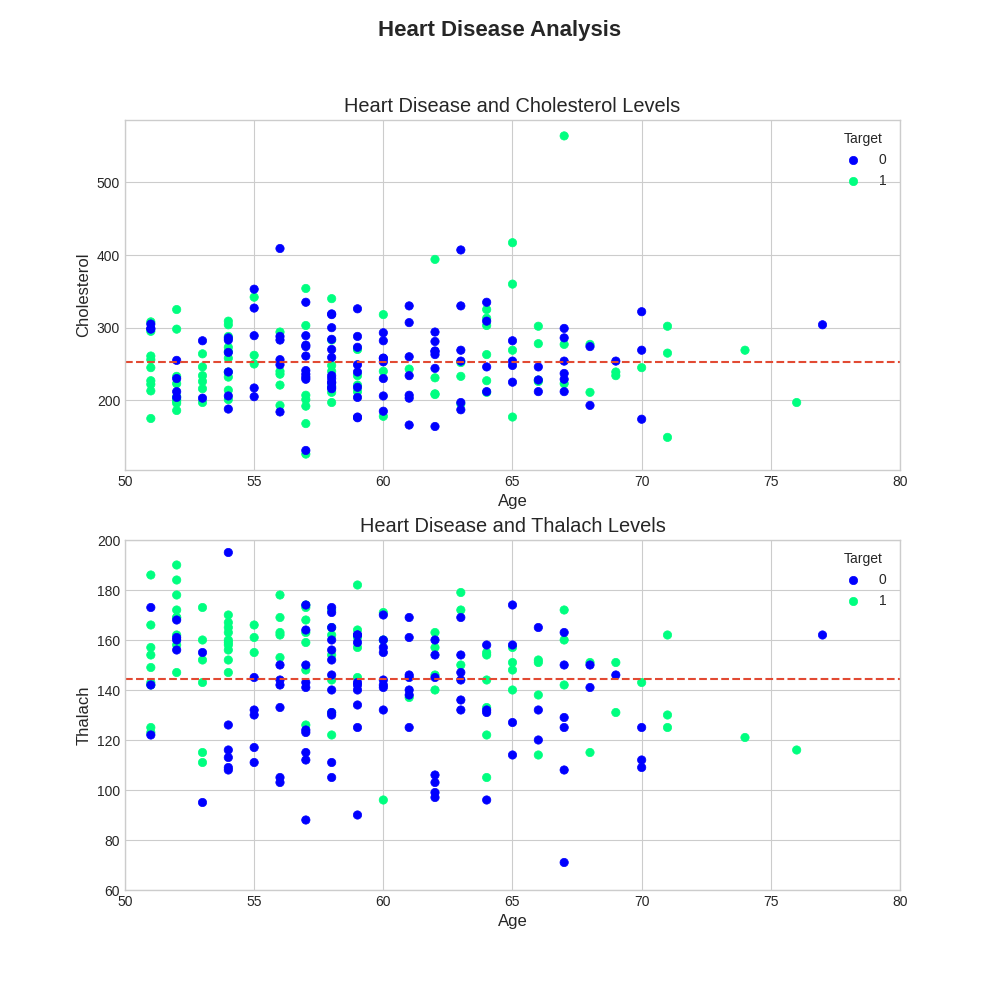 Heart Disease Analysis
Heart Disease and Cholesterol Levels
Target
0
1
500
400
300
200
Cholesterol
50 55 60 65 70 75 80
Age
Heart Disease and Thalach Levels
Target
0
1
200
180
160
140
120
100
80
60
Thalach
50 55 60 65 70 75 80
Age